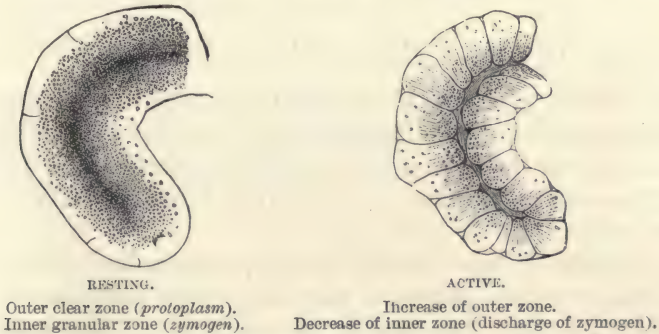 RESTING.
Outer clear zone (protoplasm).
Inner granular zone (zymogen).
ACTIVE.
Increase of outer zone.
Decrease of inner zone (discharge of zymogen).